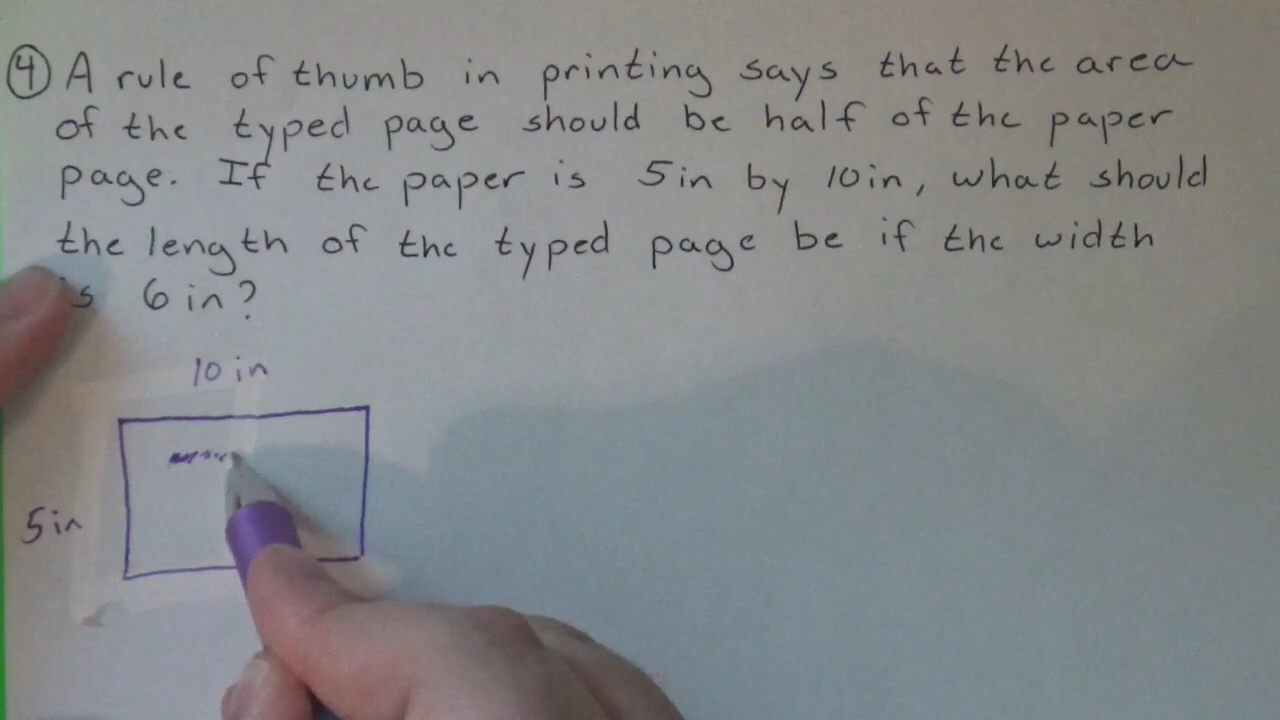 ④ A rule of thumb in printing says that the area
of the typed page should be half of the paper
page. If the paper is 5in by 10in, what should
the length of the typed page be if the width
is 6in?
10 in
5in